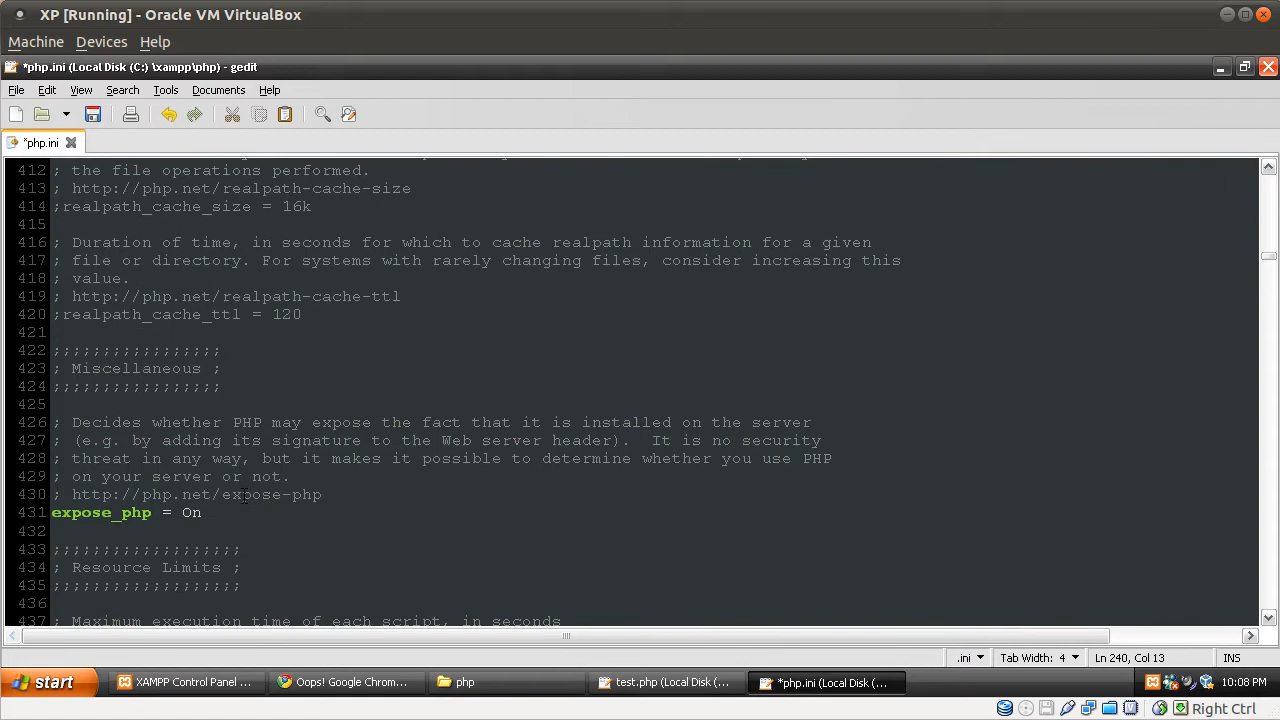 XP [Running] - Oracle VM VirtualBox
Machine Devices Help
*php.ini (Local Disk (C:) \xampp\php) - gedit
File Edit View Search Tools Documents Help
*php.ini
412 ; the file operations performed.
413 ; http://php.net/realpath-cache-size
414 ;realpath_cache_size = 16k
415
416 ; Duration of time, in seconds for which to cache realpath information for a given
417 ; file or directory. For systems with rarely changing files, consider increasing this
418 ; value.
419 ; http://php.net/realpath-cache-ttl
420 ;realpath_cache_ttl = 120
421
422 ;;;;;;;;;;;;;;;;;
423 ; Miscellaneous ;
424 ;;;;;;;;;;;;;;;;;
425
426 ; Decides whether PHP may expose the fact that it is installed on the server
427 ; (e.g. by adding its signature to the Web server header).  It is no security
428 ; threat in any way, but it makes it possible to determine whether you use PHP
429 ; on your server or not.
430 ; http://php.net/expose-php
431 expose_php = On
432
433 ;;;;;;;;;;;;;;;;;;;
434 ; Resource Limits ;
435 ;;;;;;;;;;;;;;;;;;;
436
437 ; Maximum execution time of each script, in seconds
.ini Tab Width: 4 Ln 240, Col 13 INS
start XAMPP Control Panel ... Oops! Google Chrom... php test.php (Local Disk (... *php.ini (Local Disk (... 10:08 PM
Right Ctrl